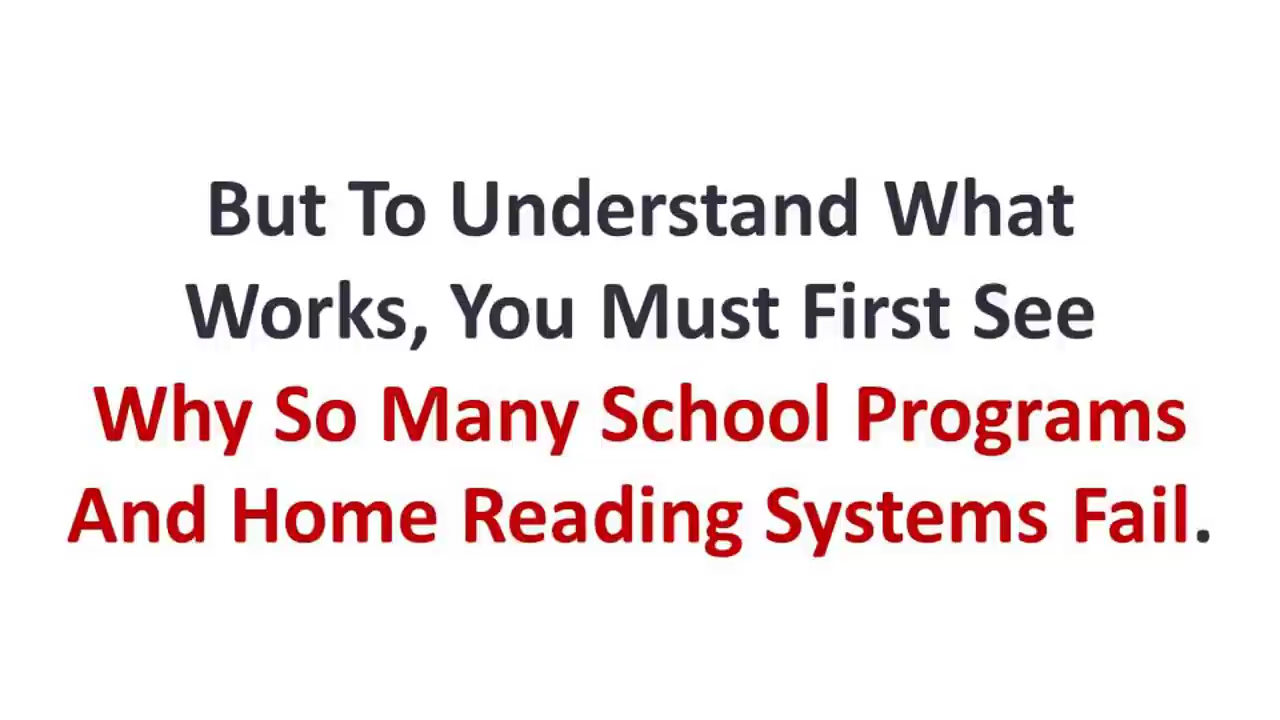 But To Understand What
Works, You Must First See
Why So Many School Programs
And Home Reading Systems Fail.